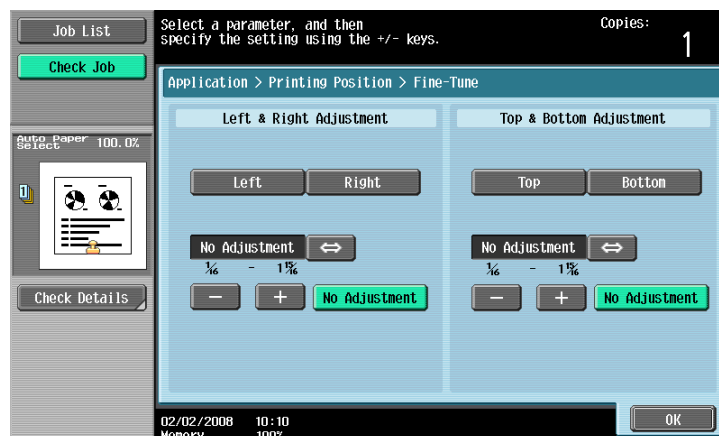 Job List
Check Job
Select a parameter, and then
specify the setting using the +/- keys.
Copies:
1
Application > Printing Position > Fine-Tune
Auto Paper
Select 100.0%
1
Check Details
Left & Right Adjustment
Left Right
No Adjustment ⇔
1/16 - 1 15/16
- + No Adjustment
Top & Bottom Adjustment
Top Bottom
No Adjustment ⇔
1/16 - 1 15/16
- + No Adjustment
02/02/2008 10:10
Memory 100%
OK